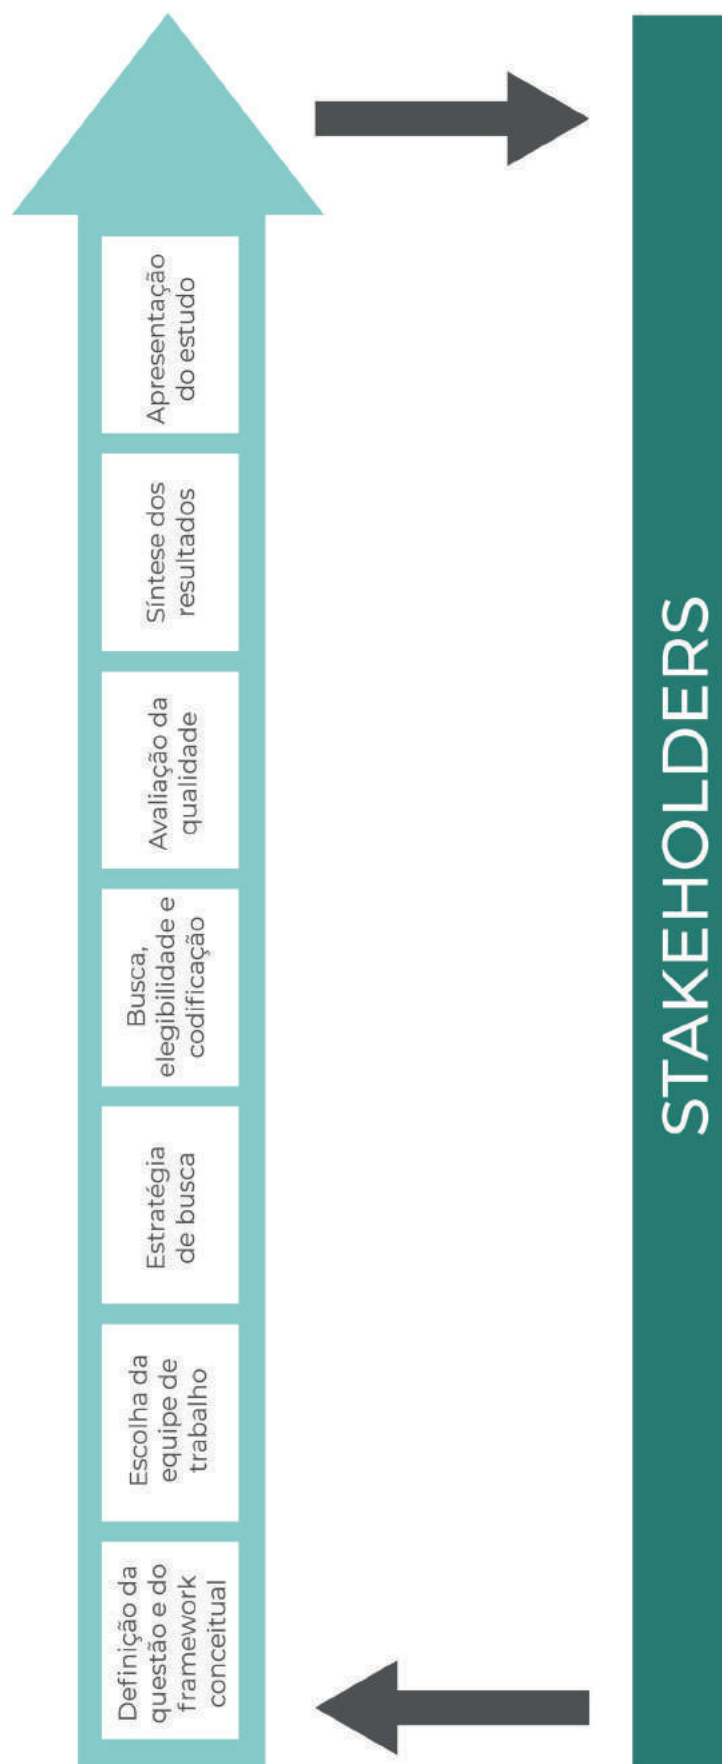 Definição da
questão e do
framework
conceitual
Escolha da
equipe de
trabalho
Estratégia
de busca
Busca,
elegibilidade e
codificação
Avaliação da
qualidade
Síntese dos
resultados
Apresentação
do estudo
STAKEHOLDERS